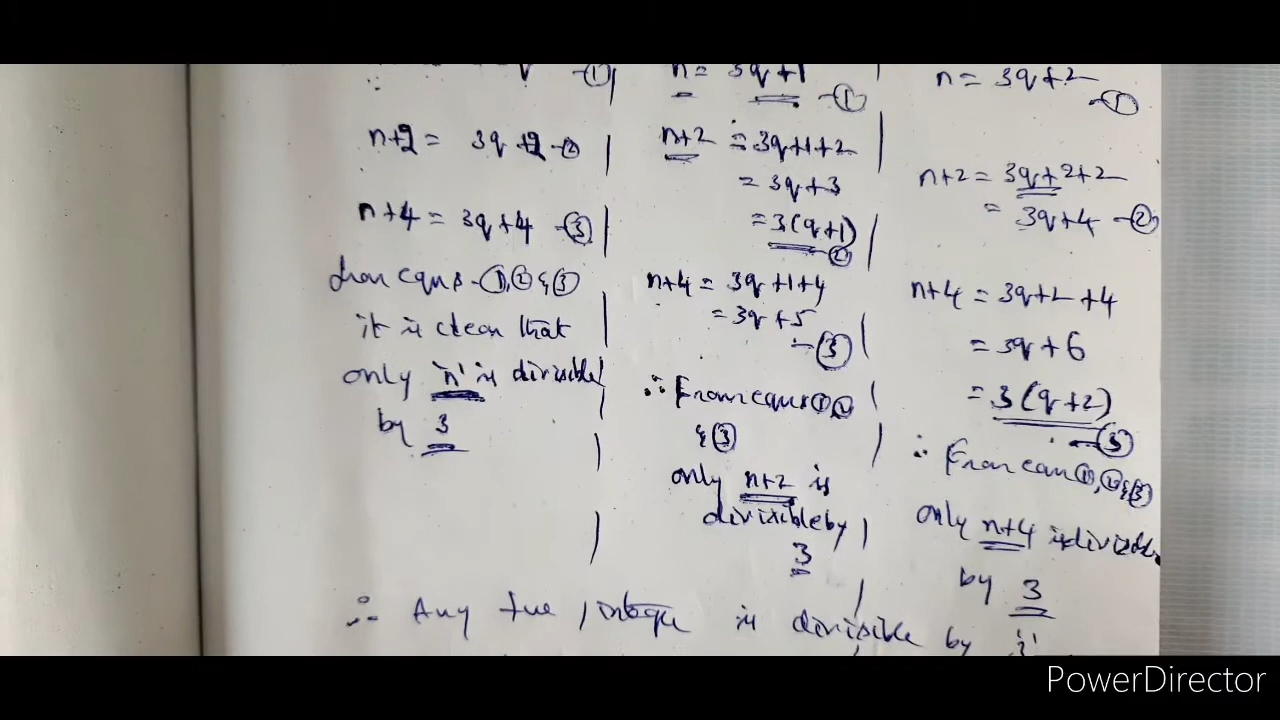 n = 3q+1
①
n = 3q+2
①
n+2 = 3q+2 ②
n+4 = 3q+4 ③
from eqns ①,② & ③
it is clear that
only 'n' is divisible
by 3
n+2 = 3q+1+2
= 3q+3
= 3(q+1)
②
n+4 = 3q+1+4
= 3q+5
③
∴ From eqns ①,②
& ③
only n+2 is
divisible by
3
n+2 = 3q+2+2
= 3q+4 ②
n+4 = 3q+2+4
= 3q+6
= 3(q+2)
③
∴ From eqn ①,② & ③
only n+4 is divisible
by 3
∴ Any +ve integer is divisible by
PowerDirector